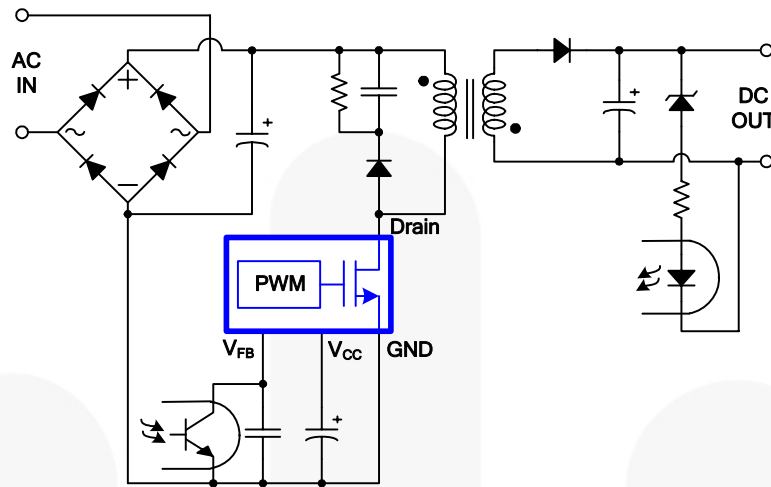 AC
IN
DC
OUT
Drain
PWM
VFB
VCC
GND